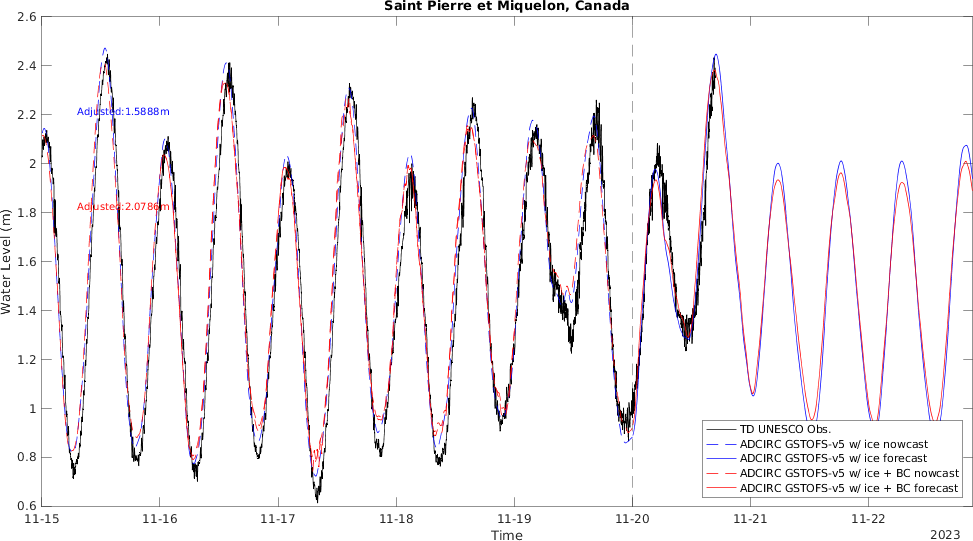 Saint Pierre et Miquelon, Canada
2.6
2.4
2.2
2
1.8
1.6
1.4
1.2
1
0.8
0.6
Water Level (m)
Adjusted:1.5888m
Adjusted:2.0786m
TD UNESCO Obs.
ADCIRC GSTOFS-v5 w/ ice nowcast
ADCIRC GSTOFS-v5 w/ ice forecast
ADCIRC GSTOFS-v5 w/ ice + BC nowcast
ADCIRC GSTOFS-v5 w/ ice + BC forecast
11-15 11-16 11-17 11-18 11-19 11-20 11-21 11-22
Time
2023